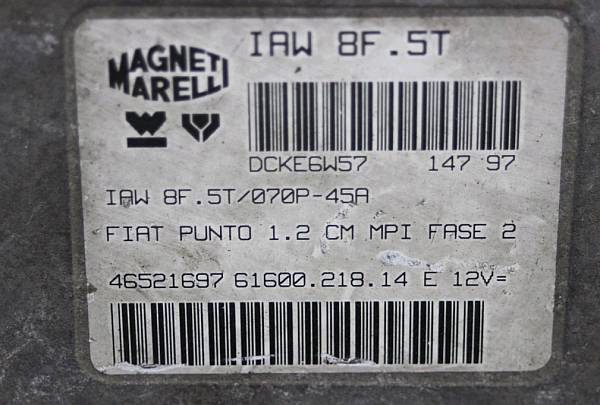 MAGNETI MARELLI
IAW 8F.5T
DCKE6W57 147 97
IAW 8F.5T/070P-45A
FIAT PUNTO 1.2 CM MPI FASE 2
46521697 61600.218.14 E 12V=